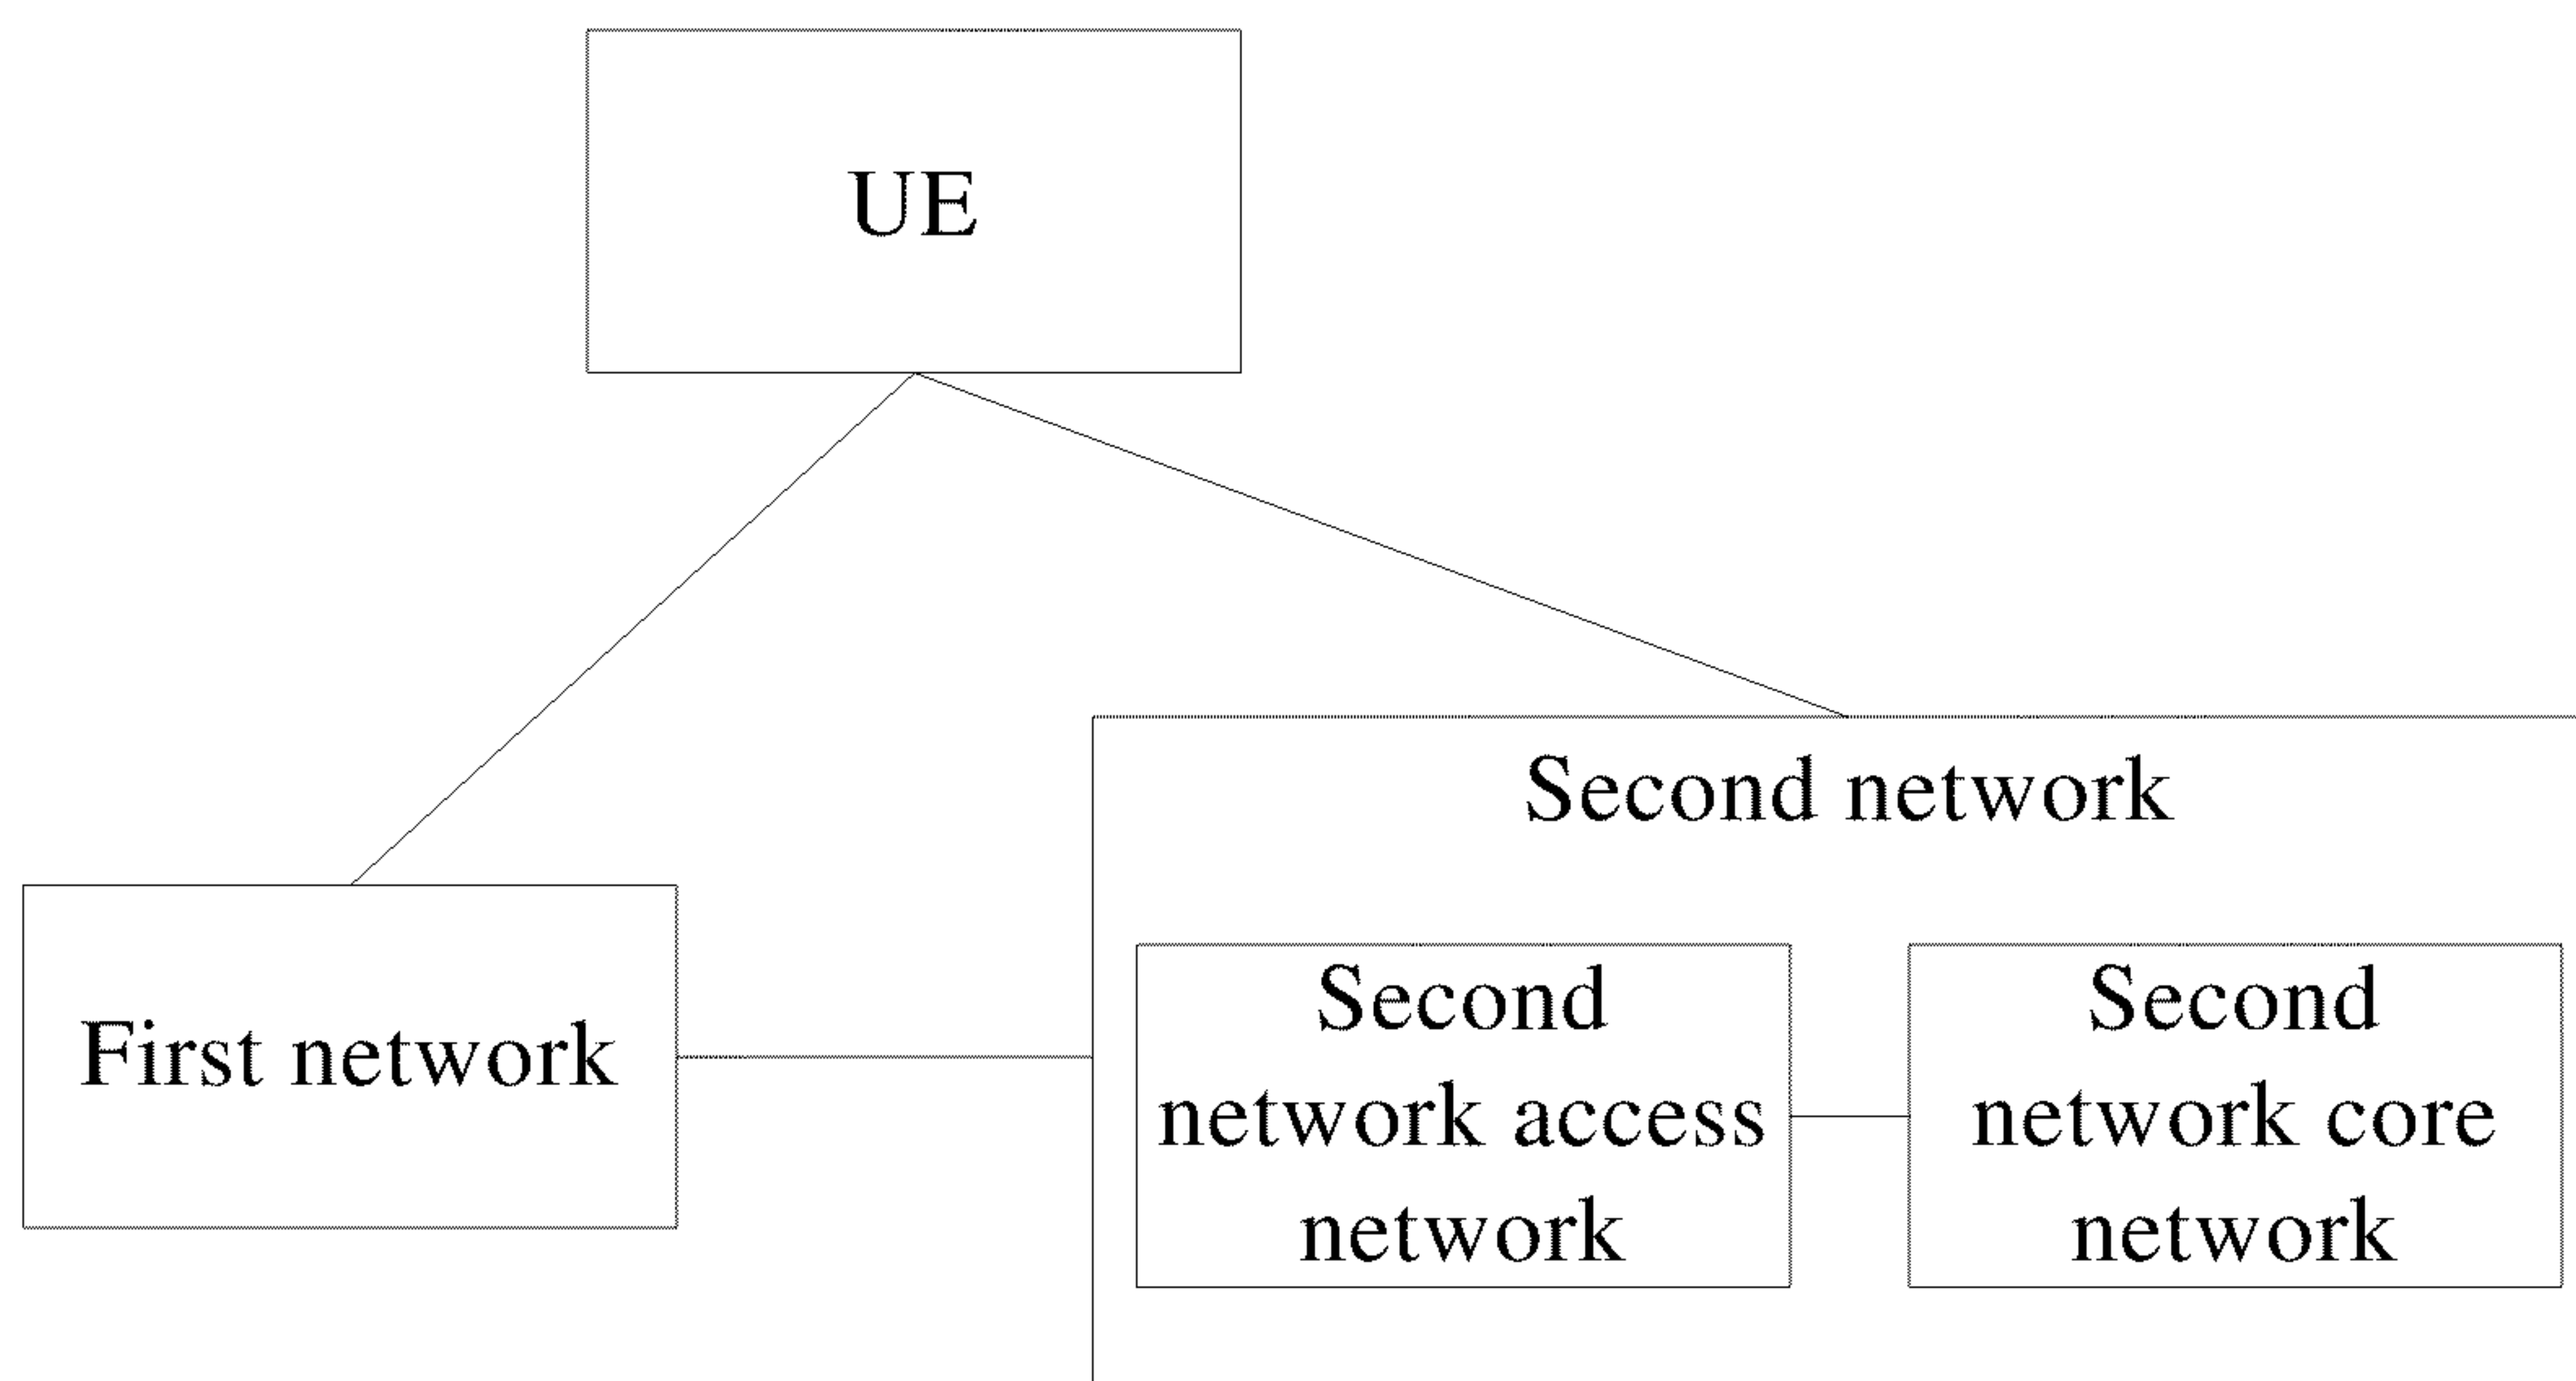 UE
Second network
First network
Second
network access
network
Second
network core
network